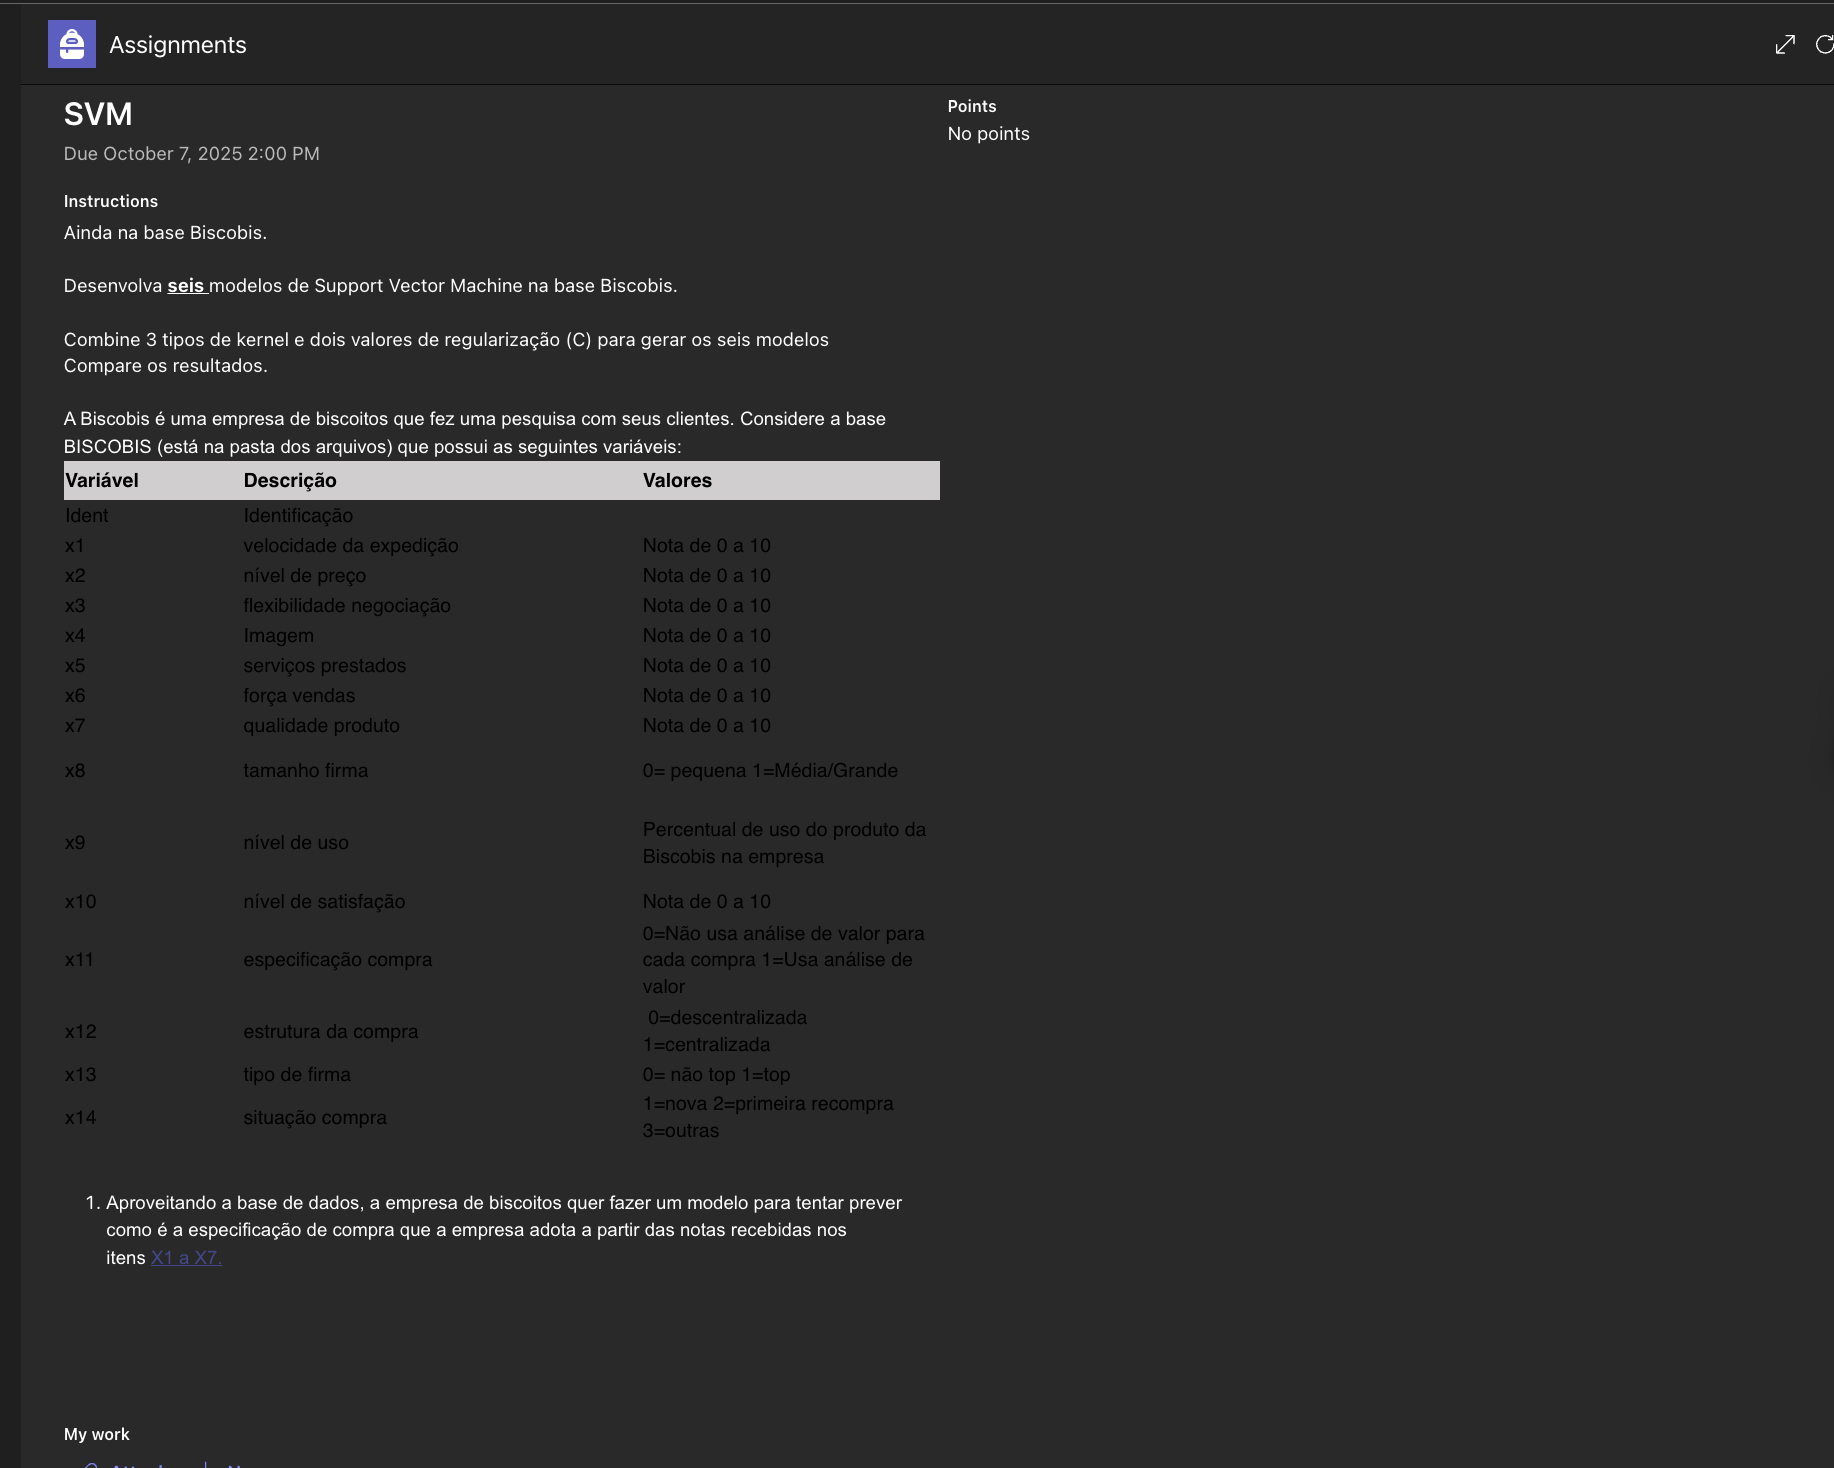 Assignments
SVM
Due October 7, 2025 2:00 PM
Points
No points
Instructions
Ainda na base Biscobis.
Desenvolva seis modelos de Support Vector Machine na base Biscobis.
Combine 3 tipos de kernel e dois valores de regularização (C) para gerar os seis modelos
Compare os resultados.
A Biscobis é uma empresa de biscoitos que fez uma pesquisa com seus clientes. Considere a base
BISCOBIS (está na pasta dos arquivos) que possui as seguintes variáveis:
Variável Descrição Valores
Ident Identificação
x1 velocidade da expedição Nota de 0 a 10
x2 nível de preço Nota de 0 a 10
x3 flexibilidade negociação Nota de 0 a 10
x4 Imagem Nota de 0 a 10
x5 serviços prestados Nota de 0 a 10
x6 força vendas Nota de 0 a 10
x7 qualidade produto Nota de 0 a 10
x8 tamanho firma 0= pequena 1=Média/Grande
x9 nível de uso Percentual de uso do produto da
Biscobis na empresa
x10 nível de satisfação Nota de 0 a 10
x11 especificação compra 0=Não usa análise de valor para
cada compra 1=Usa análise de
valor
x12 estrutura da compra 0=descentralizada
1=centralizada
x13 tipo de firma 0= não top 1=top
x14 situação compra 1=nova 2=primeira recompra
3=outras
1. Aproveitando a base de dados, a empresa de biscoitos quer fazer um modelo para tentar prever
como é a especificação de compra que a empresa adota a partir das notas recebidas nos
itens X1 a X7.
My work